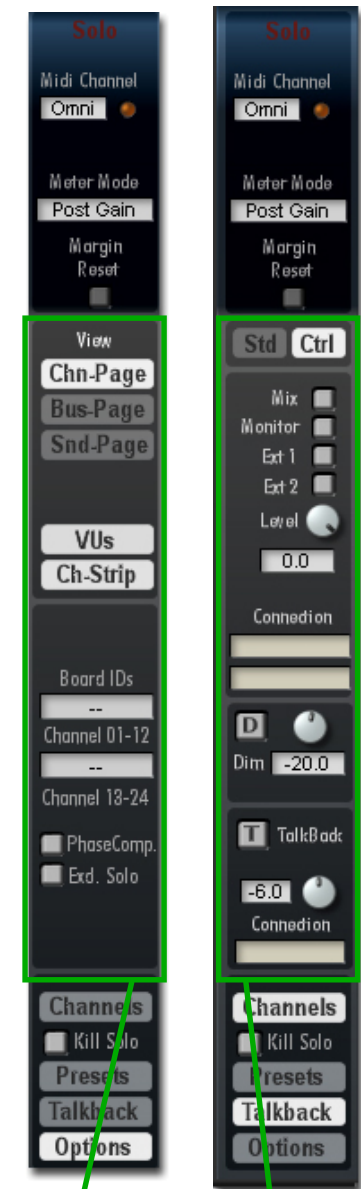 Solo
Midi Channel
Omni
Meter Mode
Post Gain
Margin
Reset
View
Chn-Page
Bus-Page
Snd-Page
VUs
Ch-Strip
Board IDs
--
Channel 01-12
--
Channel 13-24
PhaseComp.
Excl. Solo
Channels
Kill Solo
Presets
Talkback
Options
Solo
Midi Channel
Omni
Meter Mode
Post Gain
Margin
Reset
Std Ctrl
Mix
Monitor
Ext 1
Ext 2
Level
0.0
Connection
D
Dim -20.0
T TalkBack
-6.0
Connection
Channels
Kill Solo
Presets
Talkback
Options